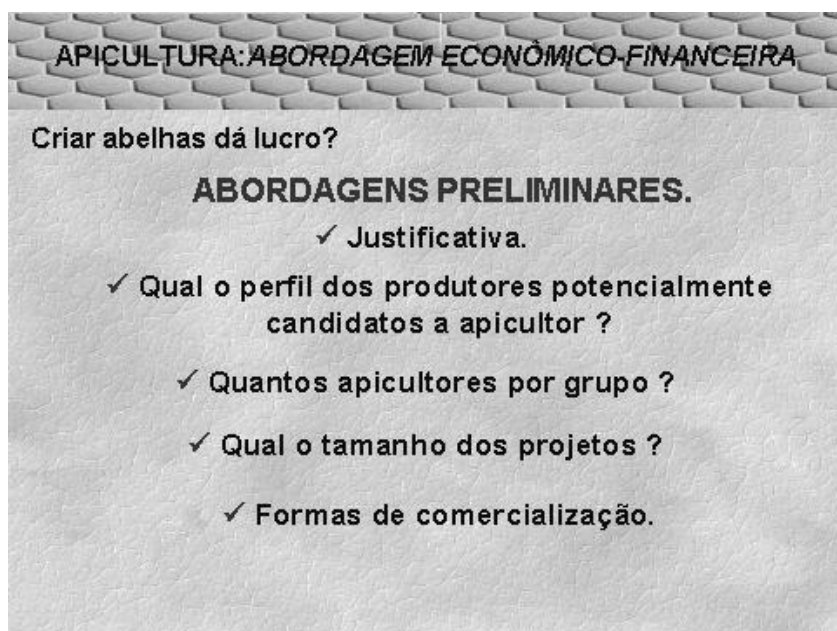 APICULTURA:ABORDAGEM ECONÔMICO-FINANCEIRA
Criar abelhas dá lucro?
ABORDAGENS PRELIMINARES.
✓ Justificativa.
✓ Qual o perfil dos produtores potencialmente
candidatos a apicultor ?
✓ Quantos apicultores por grupo ?
✓ Qual o tamanho dos projetos ?
✓ Formas de comercialização.